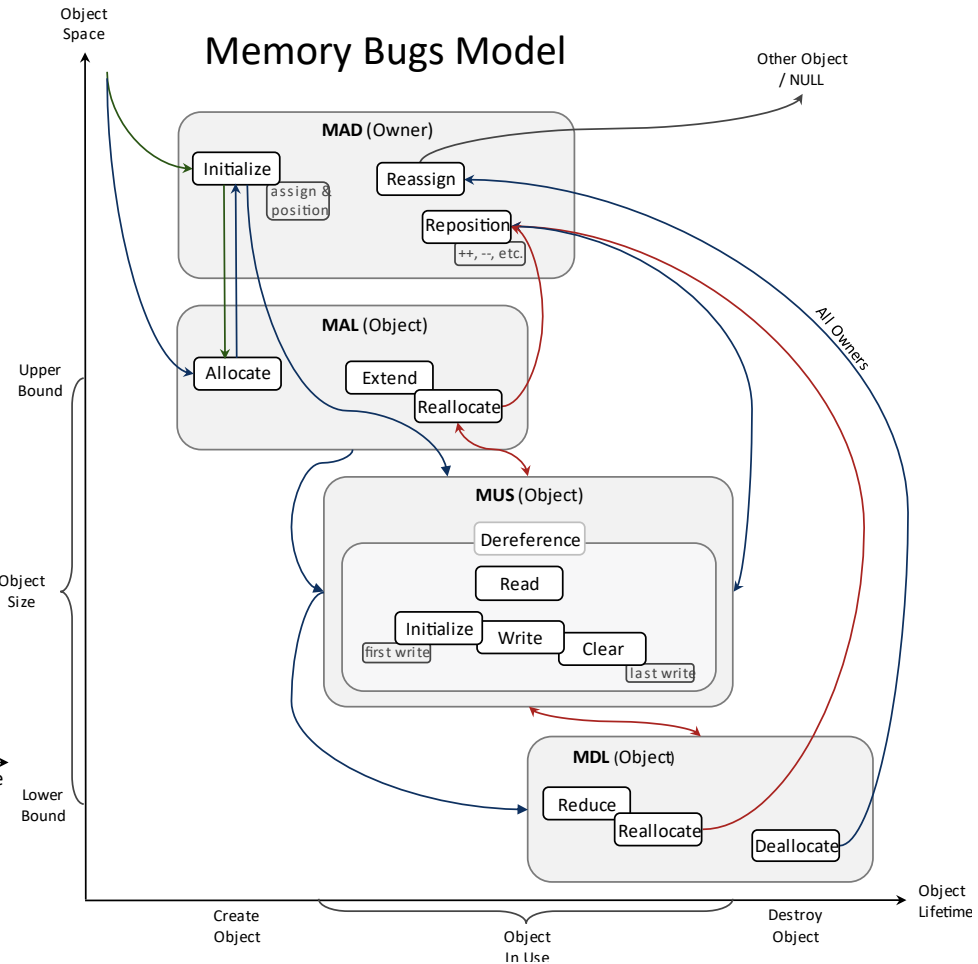 Object
Space
Memory Bugs Model
Other Object
/ NULL
MAD (Owner)
Initialize
assign &
position
Reassign
Reposition
++, --, etc.
All Owners
MAL (Object)
Allocate
Extend
Reallocate
Upper
Bound
MUS (Object)
Dereference
Read
Initialize
first write
Write
Clear
last write
Object
Size
MDL (Object)
Reduce
Reallocate
Deallocate
e
Lower
Bound
Object
Lifetime
Create
Object
Object
In Use
Destroy
Object